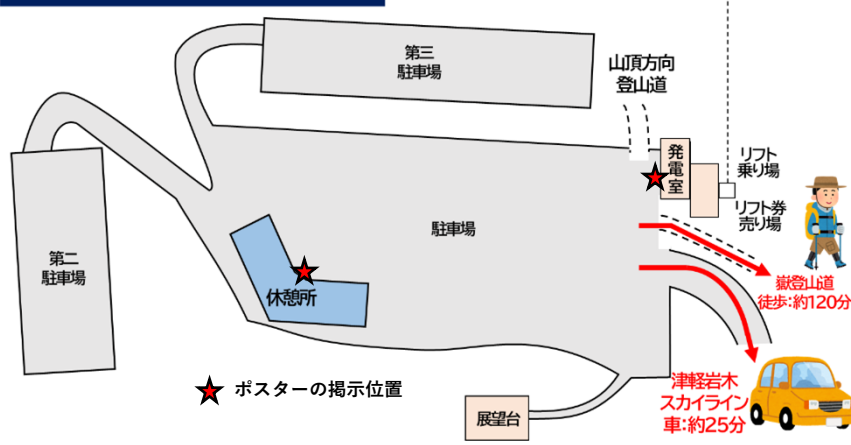 第三
駐車場
山頂方向
登山道
発電室
リフト
乗り場
リフト券
売り場
駐車場
第二
駐車場
休憩所
嶽登山道
徒歩:約120分
津軽岩木
スカイライン
車:約25分
ポスターの掲示位置
展望台